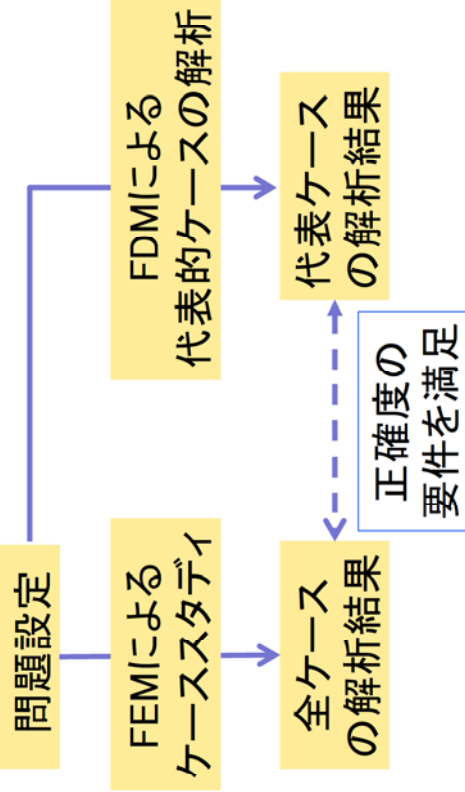 問題設定
FEMによる
ケーススタディ
FDMによる
代表的ケースの解析
全ケース
の解析結果
正確度の
要件を満足
代表ケース
の解析結果